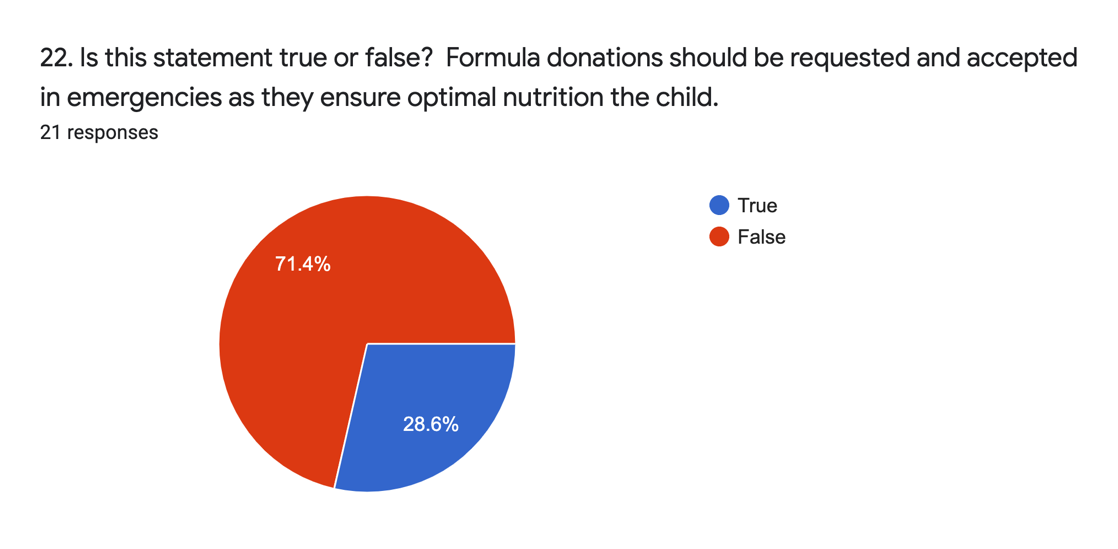 22. Is this statement true or false?  Formula donations should be requested and accepted
in emergencies as they ensure optimal nutrition the child.
21 responses
True
False
71.4%
28.6%